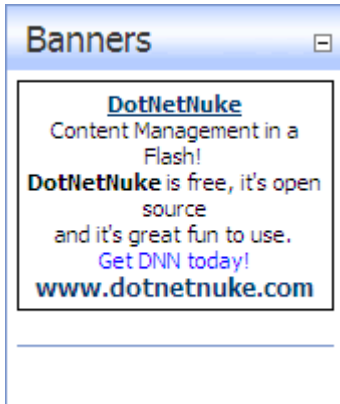 Banners
DotNetNuke
Content Management in a
Flash!
DotNetNuke is free, it's open
source
and it's great fun to use.
Get DNN today!
www.dotnetnuke.com